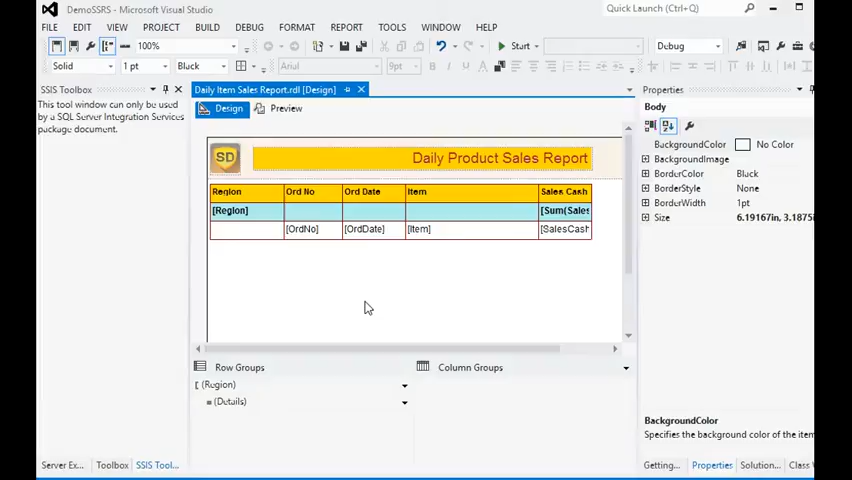 DemoSSRS - Microsoft Visual Studio
Quick Launch (Ctrl+Q)
FILE EDIT VIEW PROJECT BUILD DEBUG FORMAT REPORT TOOLS WINDOW HELP
100% Start Debug
Solid 1 pt Black Arial 9pt
SSIS Toolbox
This tool window can only be used
by a SQL Server Integration Services
package document.
Daily Item Sales Report.rdl [Design]
Design Preview
SD
Daily Product Sales Report
Region Ord No Ord Date Item Sales Cash
[Region] [Sum(Sales
[OrdNo] [OrdDate] [Item] [SalesCash
Row Groups Column Groups
(Region)
(Details)
Properties
Body
BackgroundColor No Color
BackgroundImage
BorderColor Black
BorderStyle None
BorderWidth 1pt
Size 6.19167in, 3.1875i
BackgroundColor
Specifies the background color of the item
Server Ex... Toolbox SSIS Tool...
Getting... Properties Solution... Class V